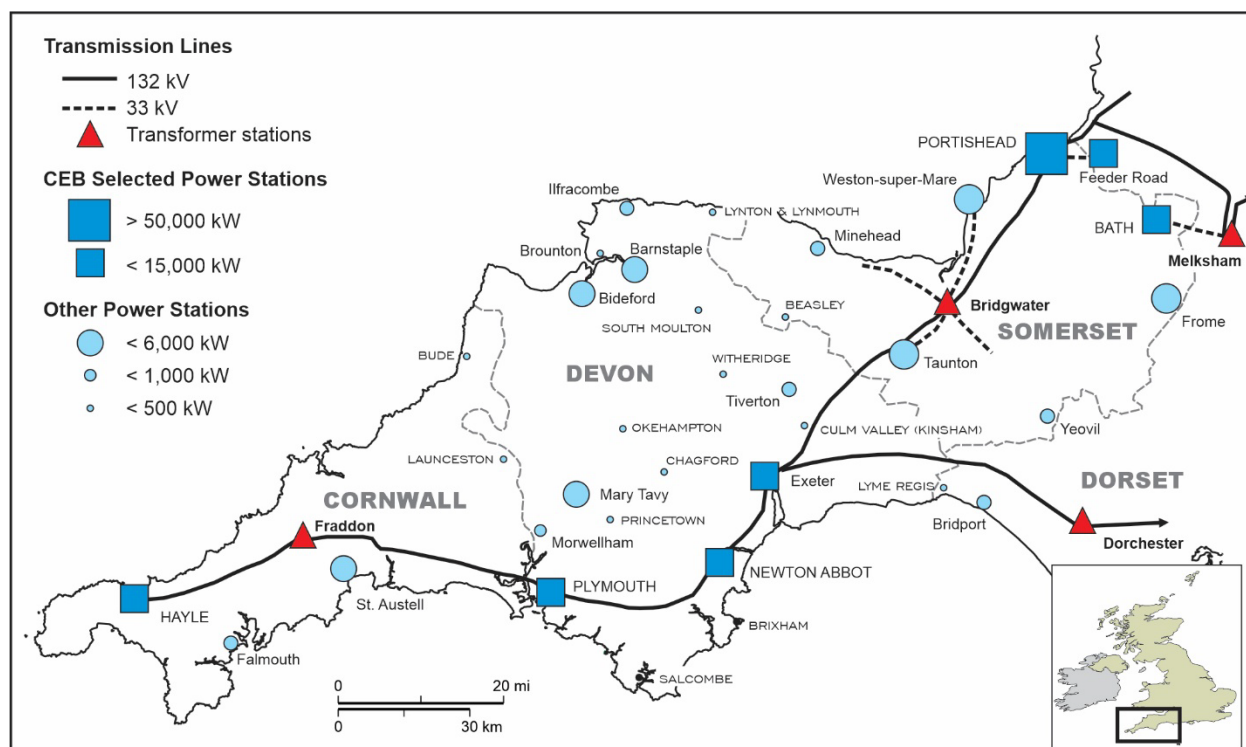 Transmission Lines
132 kV
33 kV
Transformer stations
CEB Selected Power Stations
> 50,000 kW
< 15,000 kW
Other Power Stations
< 6,000 kW
< 1,000 kW
< 500 kW
PORTISHEAD
Feeder Road
Weston-super-Mare
Ilfracombe
LYNTON & LYNMOUTH
BATH
Minehead
Brounton
Barnstaple
Melksham
Bideford
BEASLEY
Bridgwater
SOUTH MOULTON
Frome
SOMERSET
BUDE
WITHERIDGE
Taunton
DEVON
Tiverton
OKEHAMPTON
CULM VALLEY (KINSHAM)
Yeovil
LAUNCESTON
CHAGFORD
Exeter
LYME REGIS
DORSET
CORNWALL
Mary Tavy
PRINCETOWN
Bridport
Fraddon
Morwellham
Dorchester
NEWTON ABBOT
PLYMOUTH
St. Austell
HAYLE
BRIXHAM
Falmouth
SALCOMBE
0 20 mi
0 30 km